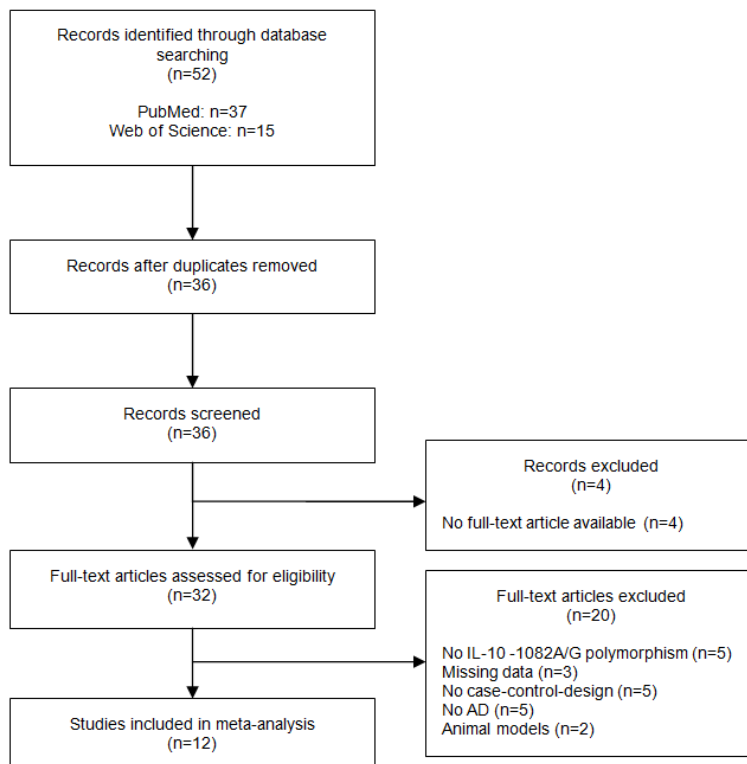 Records identified through database
searching
(n=52)
PubMed: n=37
Web of Science: n=15
Records after duplicates removed
(n=36)
Records screened
(n=36)
Records excluded
(n=4)
No full-text article available (n=4)
Full-text articles assessed for eligibility
(n=32)
Full-text articles excluded
(n=20)
No IL-10 -1082A/G polymorphism (n=5)
Missing data (n=3)
No case-control-design (n=5)
No AD (n=5)
Animal models (n=2)
Studies included in meta-analysis
(n=12)